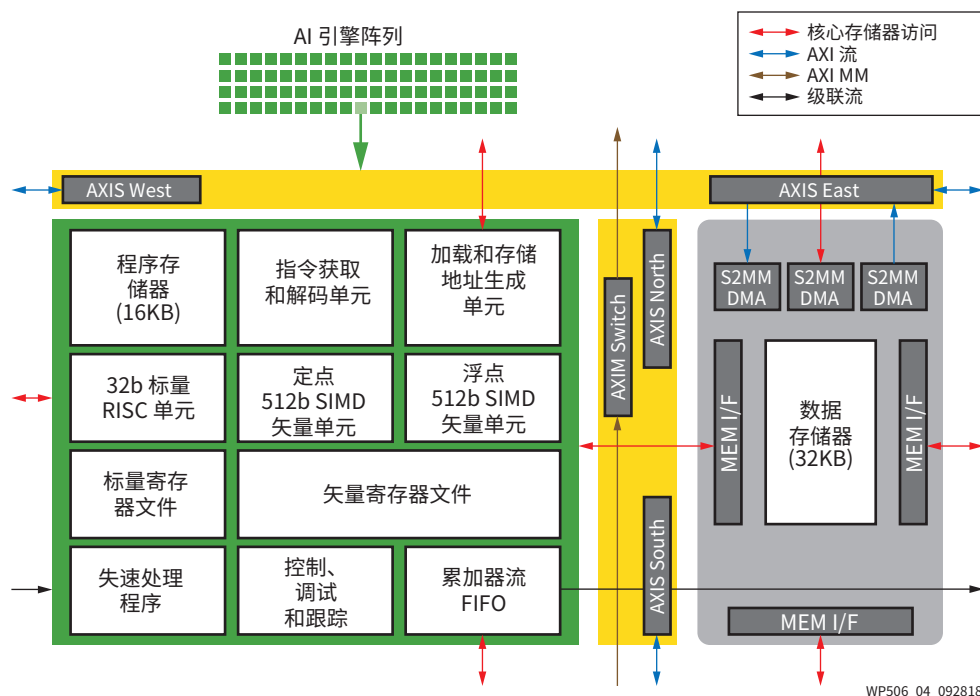 AI 引擎阵列
核心存储器访问
AXI 流
AXI MM
级联流
AXIS West
AXIS East
程序存
储器
(16KB)
指令获取
和解码单元
加载和存储
地址生成
单元
32b 标量
RISC 单元
定点
512b SIMD
矢量单元
浮点
512b SIMD
矢量单元
标量寄存
器文件
矢量寄存器文件
失速处理
程序
控制、
调试
和跟踪
累加器流
FIFO
AXIM Switch
AXIS North
AXIS South
S2MM
DMA
S2MM
DMA
S2MM
DMA
MEM I/F
数据
存储器
(32KB)
MEM I/F
MEM I/F
WP506_04_092818